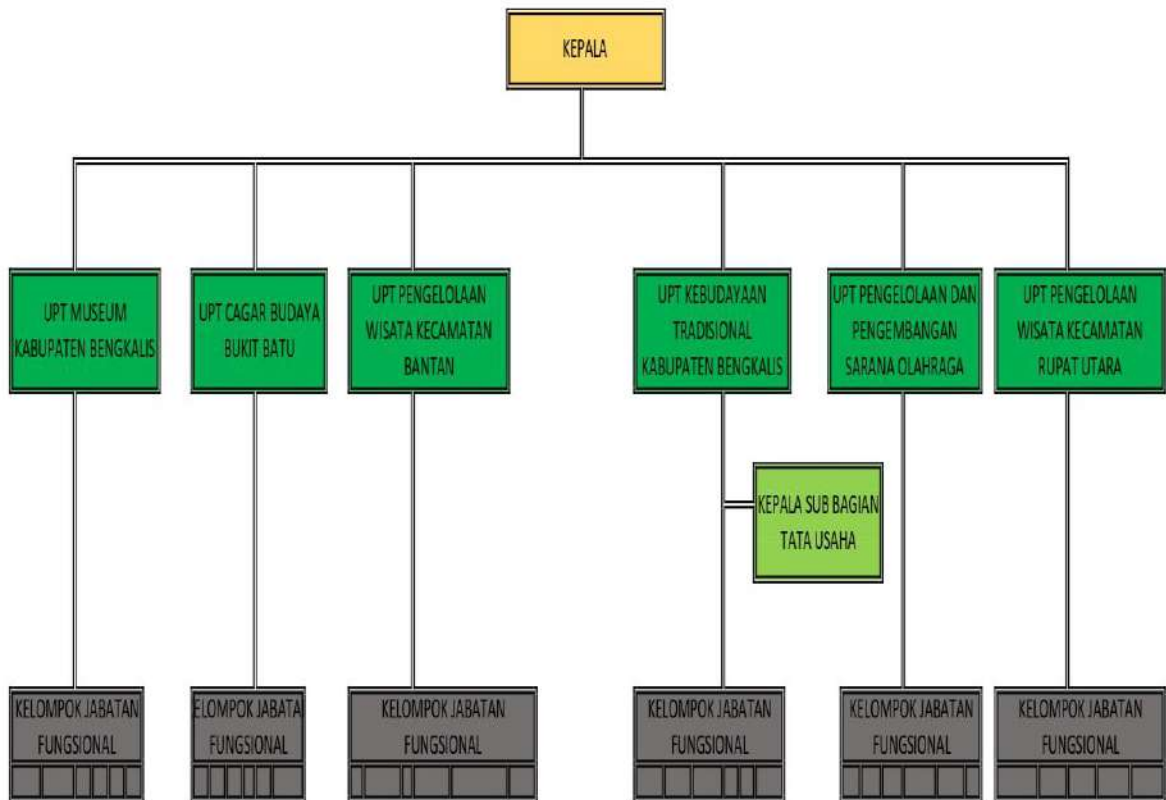 KEPALA
UPT MUSEUM
KABUPATEN BENGKALIS
UPT CAGAR BUDAYA
BUKIT BATU
UPT PENGELOLAAN
WISATA KECAMATAN
BANTAN
UPT KEBUDAYAAN
TRADISIONAL
KABUPATEN BENGKALIS
UPT PENGELOLAAN DAN
PENGEMBANGAN
SARANA OLAHRAGA
UPT PENGELOLAAN
WISATA KECAMATAN
RUPAT UTARA
KEPALA SUB BAGIAN
TATA USAHA
KELOMPOK JABATAN
FUNGSIONAL
ELOMPOK JABATA
FUNGSIONAL
KELOMPOK JABATAN
FUNGSIONAL
KELOMPOK JABATAN
FUNGSIONAL
KELOMPOK JABATAN
FUNGSIONAL
KELOMPOK JABATAN
FUNGSIONAL